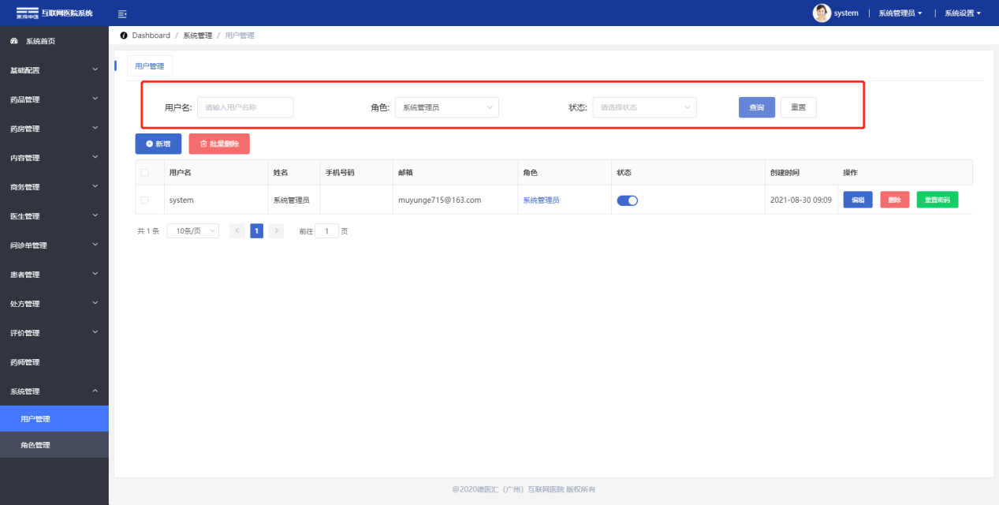 互联网医院系统
system | 系统管理员 | 系统设置
系统首页
基础配置
药品管理
药房管理
内容管理
商务管理
医生管理
问诊单管理
患者管理
处方管理
评价管理
药师管理
系统管理
用户管理
角色管理
Dashboard / 系统管理 / 用户管理
用户管理
用户名: 请输入用户名称 角色: 系统管理员 状态: 请选择状态 查询 重置
新增 批量删除
用户名 姓名 手机号码 邮箱 角色 状态 创建时间 操作
system 系统管理员 muyunge715@163.com 系统管理员 2021-08-30 09:09 编辑 删除 重置密码
共 1 条 10条/页 1 前往 1 页
@2020德医汇（广州）互联网医院 版权所有